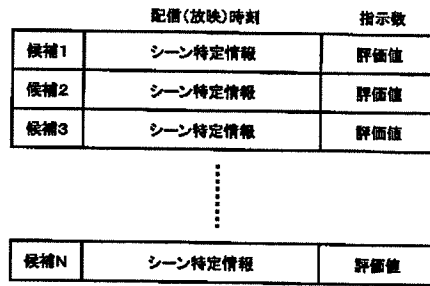 配信(放映)時刻 指示数
候補1 シーン特定情報 評価値
候補2 シーン特定情報 評価値
候補3 シーン特定情報 評価値
候補N シーン特定情報 評価値